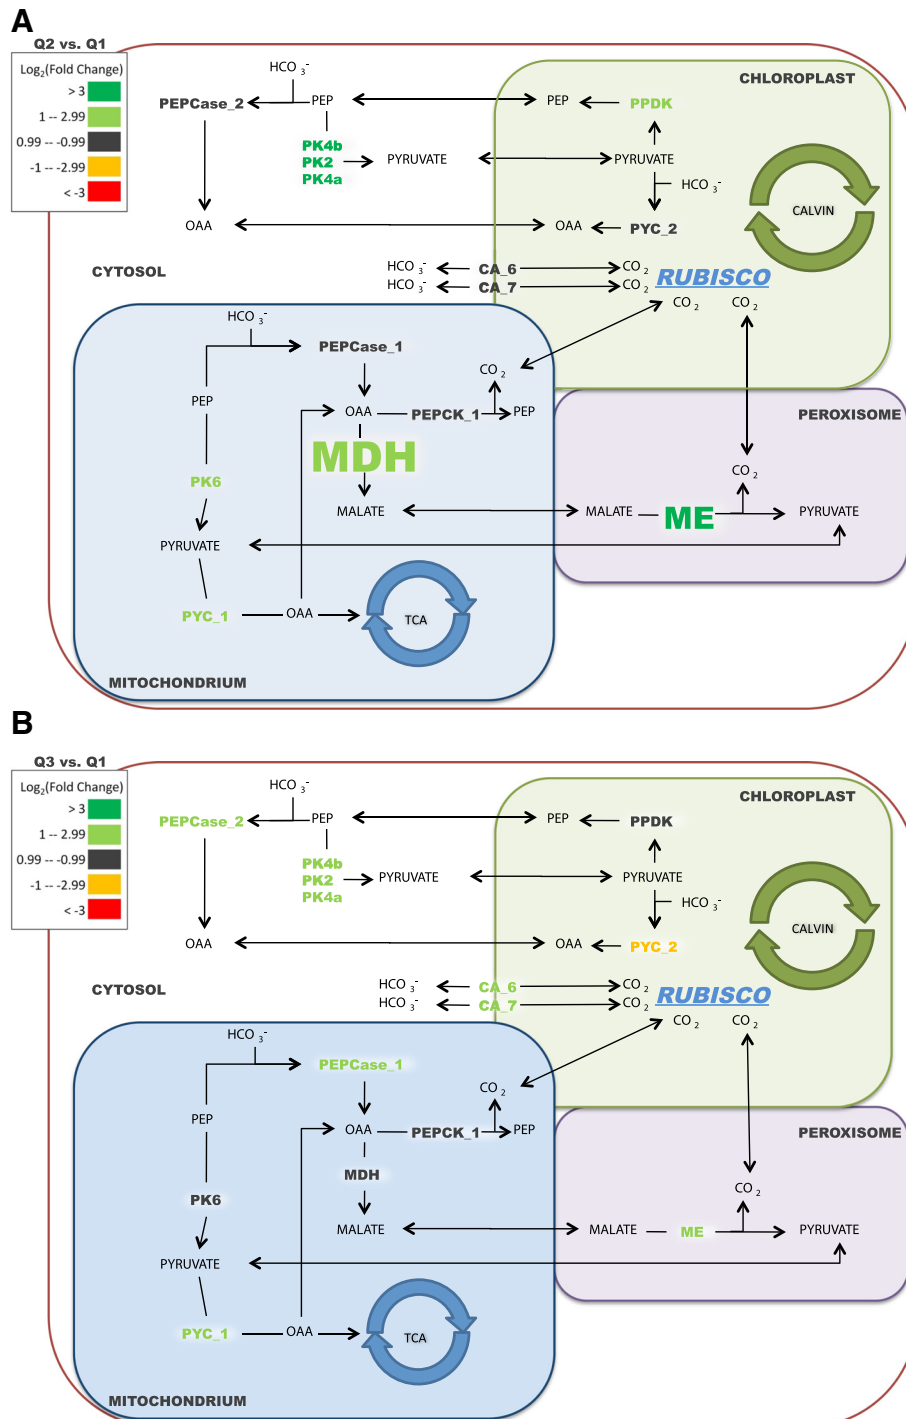 A
Q2 vs. Q1
Log2(Fold Change)
> 3
1 -- 2.99
0.99 -- -0.99
-1 -- -2.99
< -3
CHLOROPLAST
HCO3-
PEPCase_2
PEP
PEP
PPDK
PK4b
PK2
PK4a
PYRUVATE
PYRUVATE
HCO3-
CALVIN
OAA
OAA
PYC_2
CYTOSOL
HCO3-
CA_6
CO2
HCO3-
CA_7
CO2
RUBISCO
CO2
CO2
HCO3-
PEPCase_1
CO2
PEP
OAA
PEPCK_1
PEP
PEROXISOME
MDH
CO2
PK6
MALATE
MALATE
ME
PYRUVATE
PYRUVATE
PYC_1
OAA
TCA
MITOCHONDRIUM
B
Q3 vs. Q1
Log2(Fold Change)
> 3
1 -- 2.99
0.99 -- -0.99
-1 -- -2.99
< -3
CHLOROPLAST
HCO3-
PEPCase_2
PEP
PEP
PPDK
PK4b
PK2
PK4a
PYRUVATE
PYRUVATE
HCO3-
CALVIN
OAA
OAA
PYC_2
CYTOSOL
HCO3-
CA_6
CO2
HCO3-
CA_7
CO2
RUBISCO
CO2
CO2
HCO3-
PEPCase_1
CO2
PEP
OAA
PEPCK_1
PEP
PEROXISOME
MDH
CO2
PK6
MALATE
MALATE
ME
PYRUVATE
PYRUVATE
PYC_1
OAA
TCA
MITOCHONDRIUM